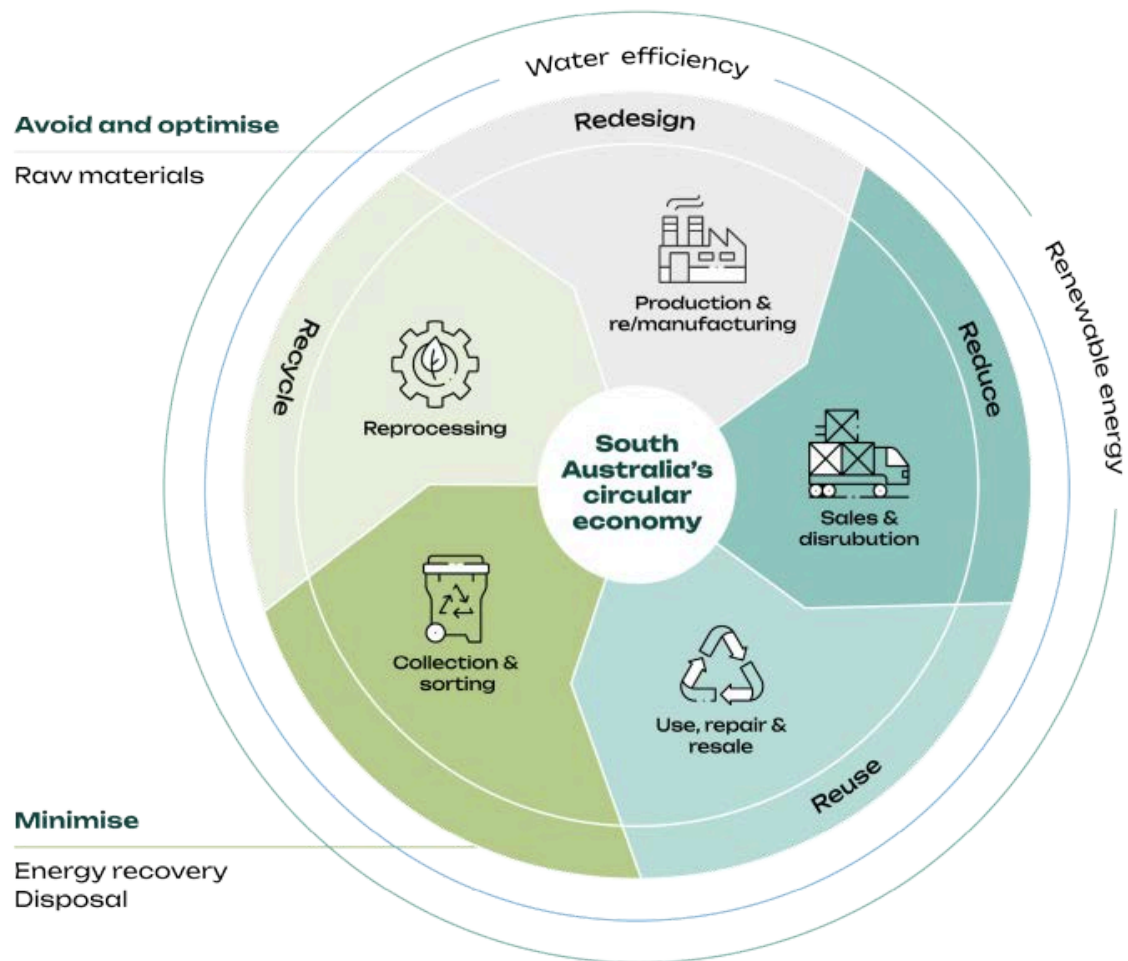 Water efficiency
Avoid and optimise
Raw materials
Redesign
Production &
re/manufacturing
Renewable energy
Reduce
Sales &
disrubution
Recycle
Reprocessing
South
Australia's
circular
economy
Collection &
sorting
Use, repair &
resale
Reuse
Minimise
Energy recovery
Disposal